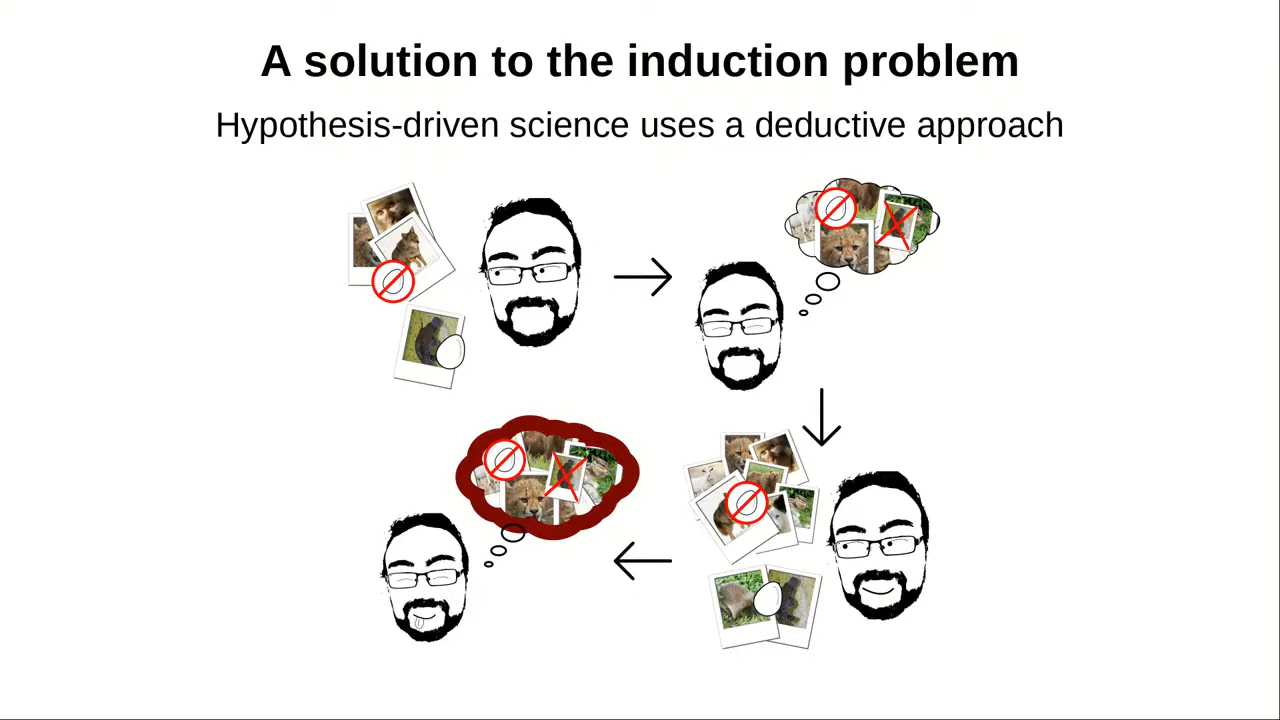 A solution to the induction problem
Hypothesis-driven science uses a deductive approach